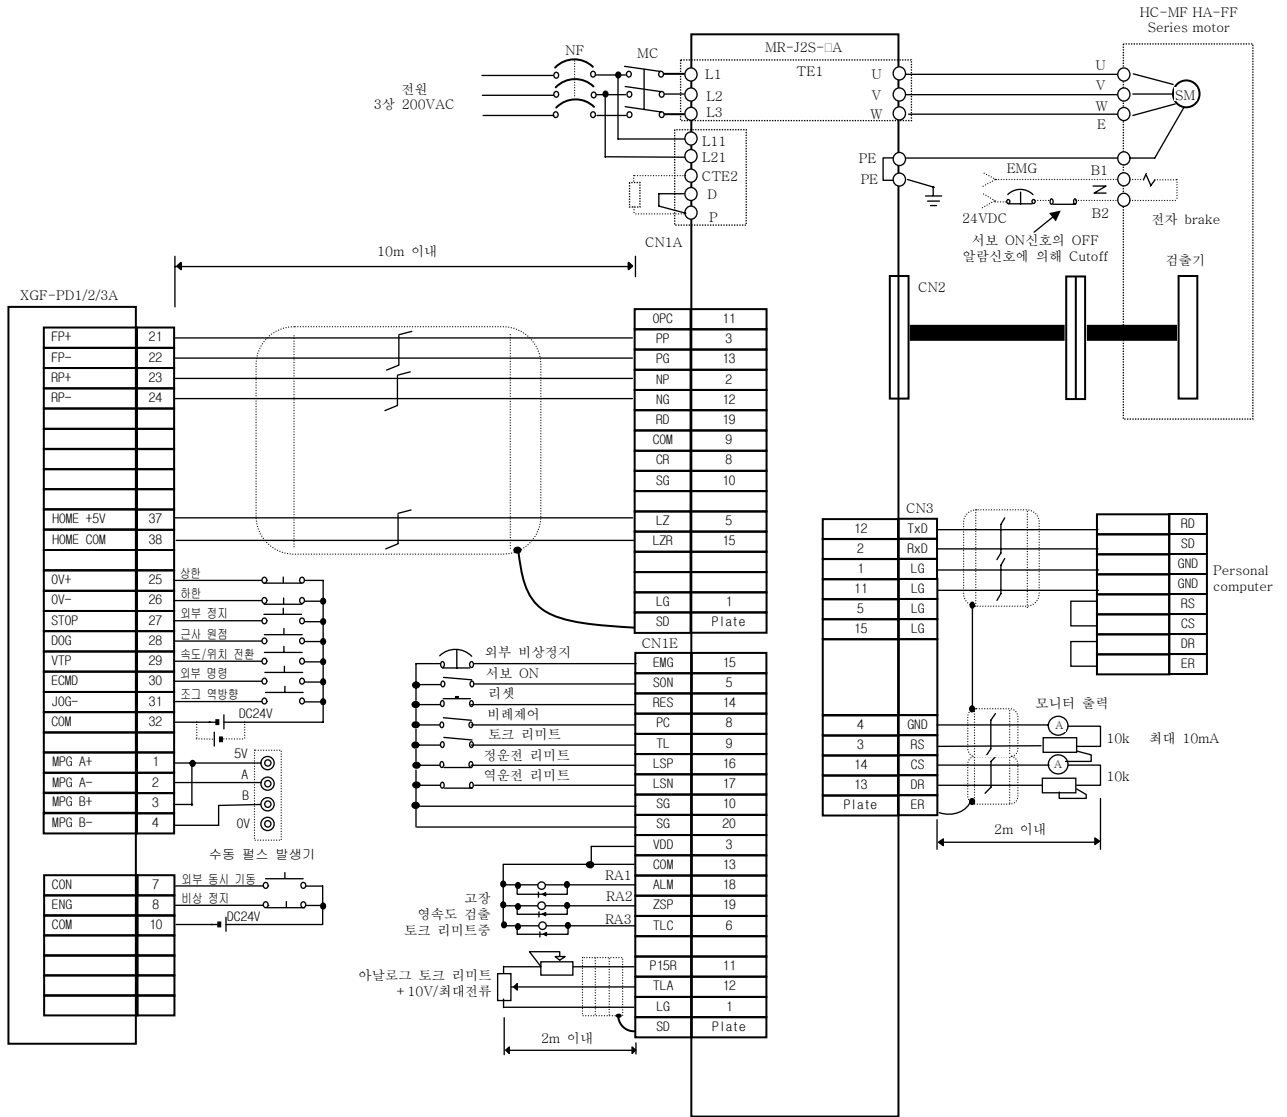 HC-MF HA-FF
Series motor
MR-J2S-□A
TE1
NF
MC
전원
3상 200VAC
L1
L2
L3
L11
L21
CTE2
D
P
U
V
W
PE
PE
U
V
W
E
SM
EMG
B1
B2
24VDC
전자 brake
서보 ON신호의 OFF
알람신호에 의해 Cutoff
검출기
CN1A
10m 이내
CN2
XGF-PD1/2/3A
FP+ 21
FP- 22
RP+ 23
RP- 24
HOME +5V 37
HOME COM 38
OV+ 25 상한
OV- 26 하한
STOP 27 외부 정지
DOG 28 근사 원점
VTP 29 속도/위치 전환
ECMD 30 외부 명령
JOG- 31 조그 역방향
COM 32 DC24V
MPG A+ 1 5V
MPG A- 2 A
MPG B+ 3 B
MPG B- 4 0V
수동 펄스 발생기
CON 7 외부 동시 기동
ENG 8 비상 정지
COM 10 DC24V
OPC 11
PP 3
PG 13
NP 2
NG 12
RD 19
COM 9
CR 8
SG 10
LZ 5
LZR 15
LG 1
SD Plate
CN1E
외부 비상정지 EMG 15
서보 ON SON 5
리셋 RES 14
비례제어 PC 8
토크 리미트 TL 9
정운전 리미트 LSP 16
역운전 리미트 LSN 17
SG 10
SG 20
VDD 3
COM 13
RA1 ALM 18
RA2 ZSP 19
RA3 TLC 6
고장
영속도 검출
토크 리미트중
P15R 11
TLA 12
LG 1
SD Plate
아날로그 토크 리미트
+10V/최대전류
2m 이내
CN3
12 TxD
2 RxD
1 LG
11 LG
5 LG
15 LG
4 GND
3 RS
14 CS
13 DR
Plate ER
RD
SD
GND
GND
RS
CS
DR
ER
Personal
computer
모니터 출력
A
10k 최대 10mA
A
10k
2m 이내